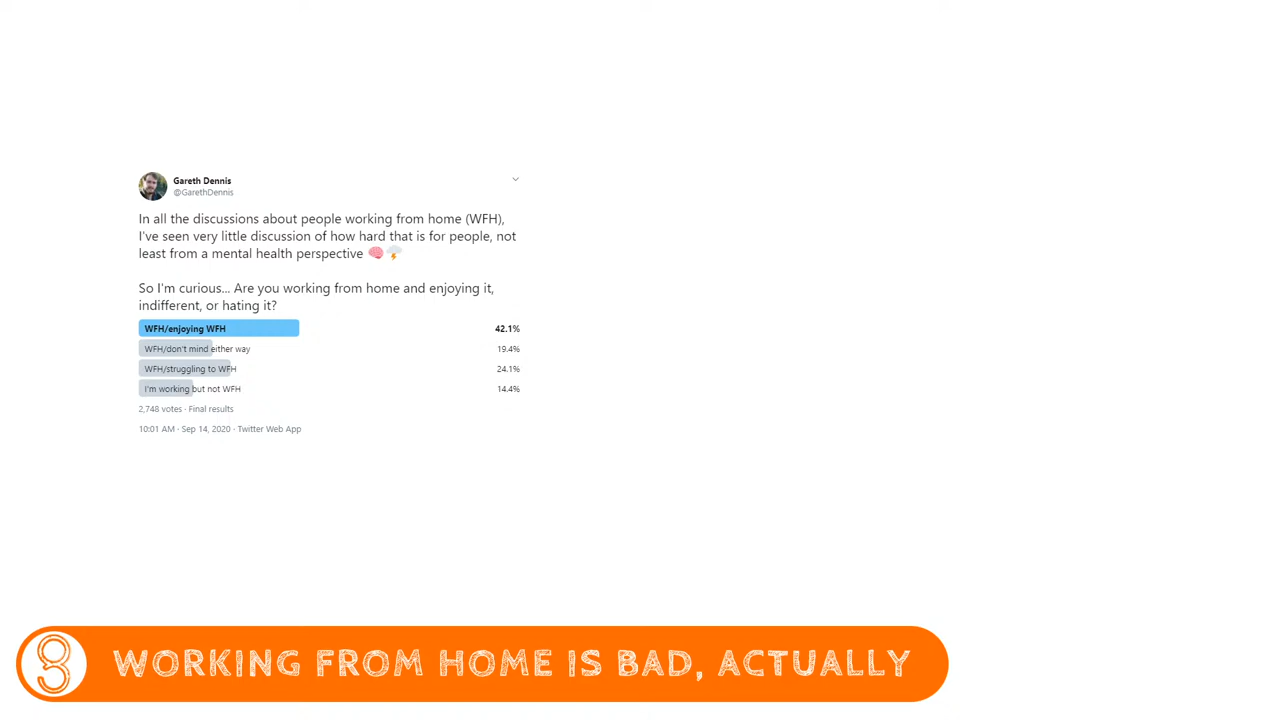 Gareth Dennis
@GarethDennis
In all the discussions about people working from home (WFH),
I've seen very little discussion of how hard that is for people, not
least from a mental health perspective 🧠🌩️
So I'm curious... Are you working from home and enjoying it,
indifferent, or hating it?
WFH/enjoying WFH 42.1%
WFH/don't mind either way 19.4%
WFH/struggling to WFH 24.1%
I'm working but not WFH 14.4%
2,748 votes · Final results
10:01 AM · Sep 14, 2020 · Twitter Web App
WORKING FROM HOME IS BAD, ACTUALLY